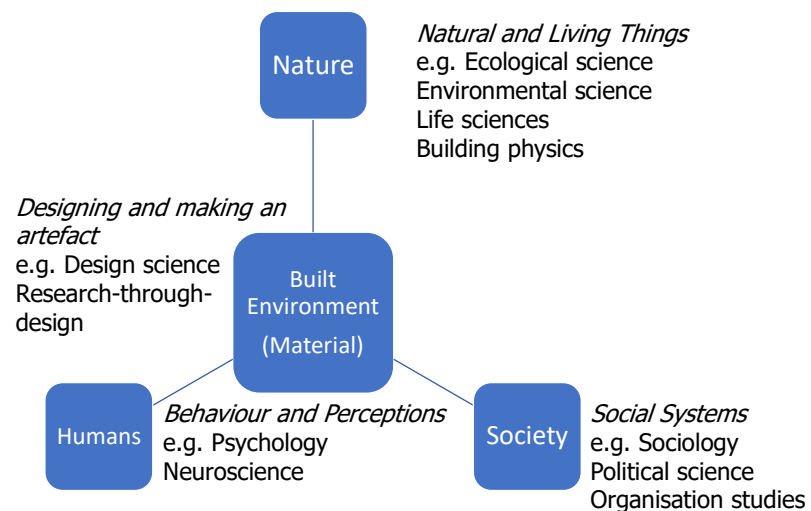 Nature
Natural and Living Things
e.g. Ecological science
Environmental science
Life sciences
Building physics
Designing and making an
artefact
e.g. Design science
Research-through-
design
Built
Environment
(Material)
Humans
Behaviour and Perceptions
e.g. Psychology
Neuroscience
Society
Social Systems
e.g. Sociology
Political science
Organisation studies